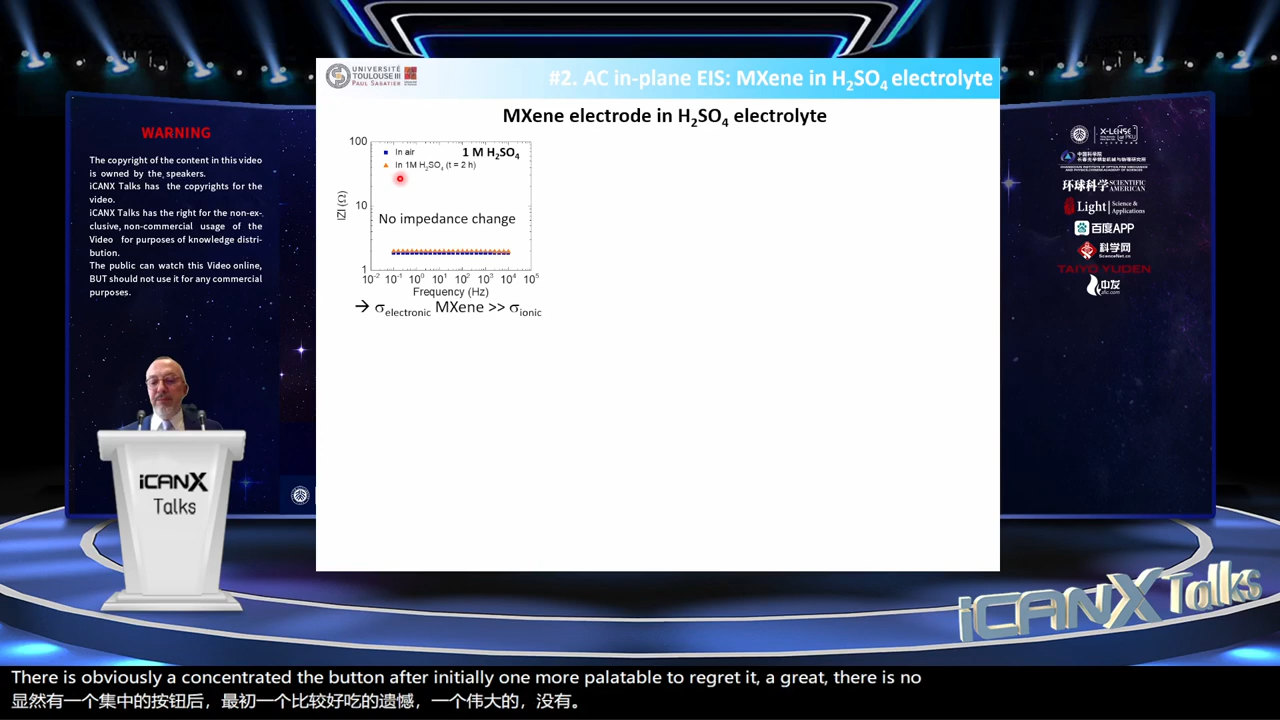 UNIVERSITÉ
TOULOUSE III
PAUL SABATIER
#2. AC in-plane EIS: MXene in H2SO4 electrolyte
MXene electrode in H2SO4 electrolyte
100
10
1
|Z| (Ω)
In air
1 M H2SO4
In 1M H2SO4 (t = 2 h)
No impedance change
10-2 10-1 100 101 102 103 104 105
Frequency (Hz)
→ σelectronic MXene >> σionic
WARNING
The copyright of the content in this video
is owned by the speakers.
iCANX Talks has the copyrights for the
video.
iCANX Talks has the right for the non-ex-
clusive, non-commercial usage of the
Video for purposes of knowledge distri-
bution.
The public can watch this Video online,
BUT should not use it for any commercial
purposes.
X-LENSE
环球科学 SCIENTIFIC AMERICAN
Light Science & Applications
百度APP
科学网
ScienceNet.cn
TAIYO YUDEN
中友
iCANX
Talks
iCANX Talks
There is obviously a concentrated the button after initially one more palatable to regret it, a great, there is no
显然有一个集中的按钮后，最初一个比较好吃的遗憾，一个伟大的，没有。